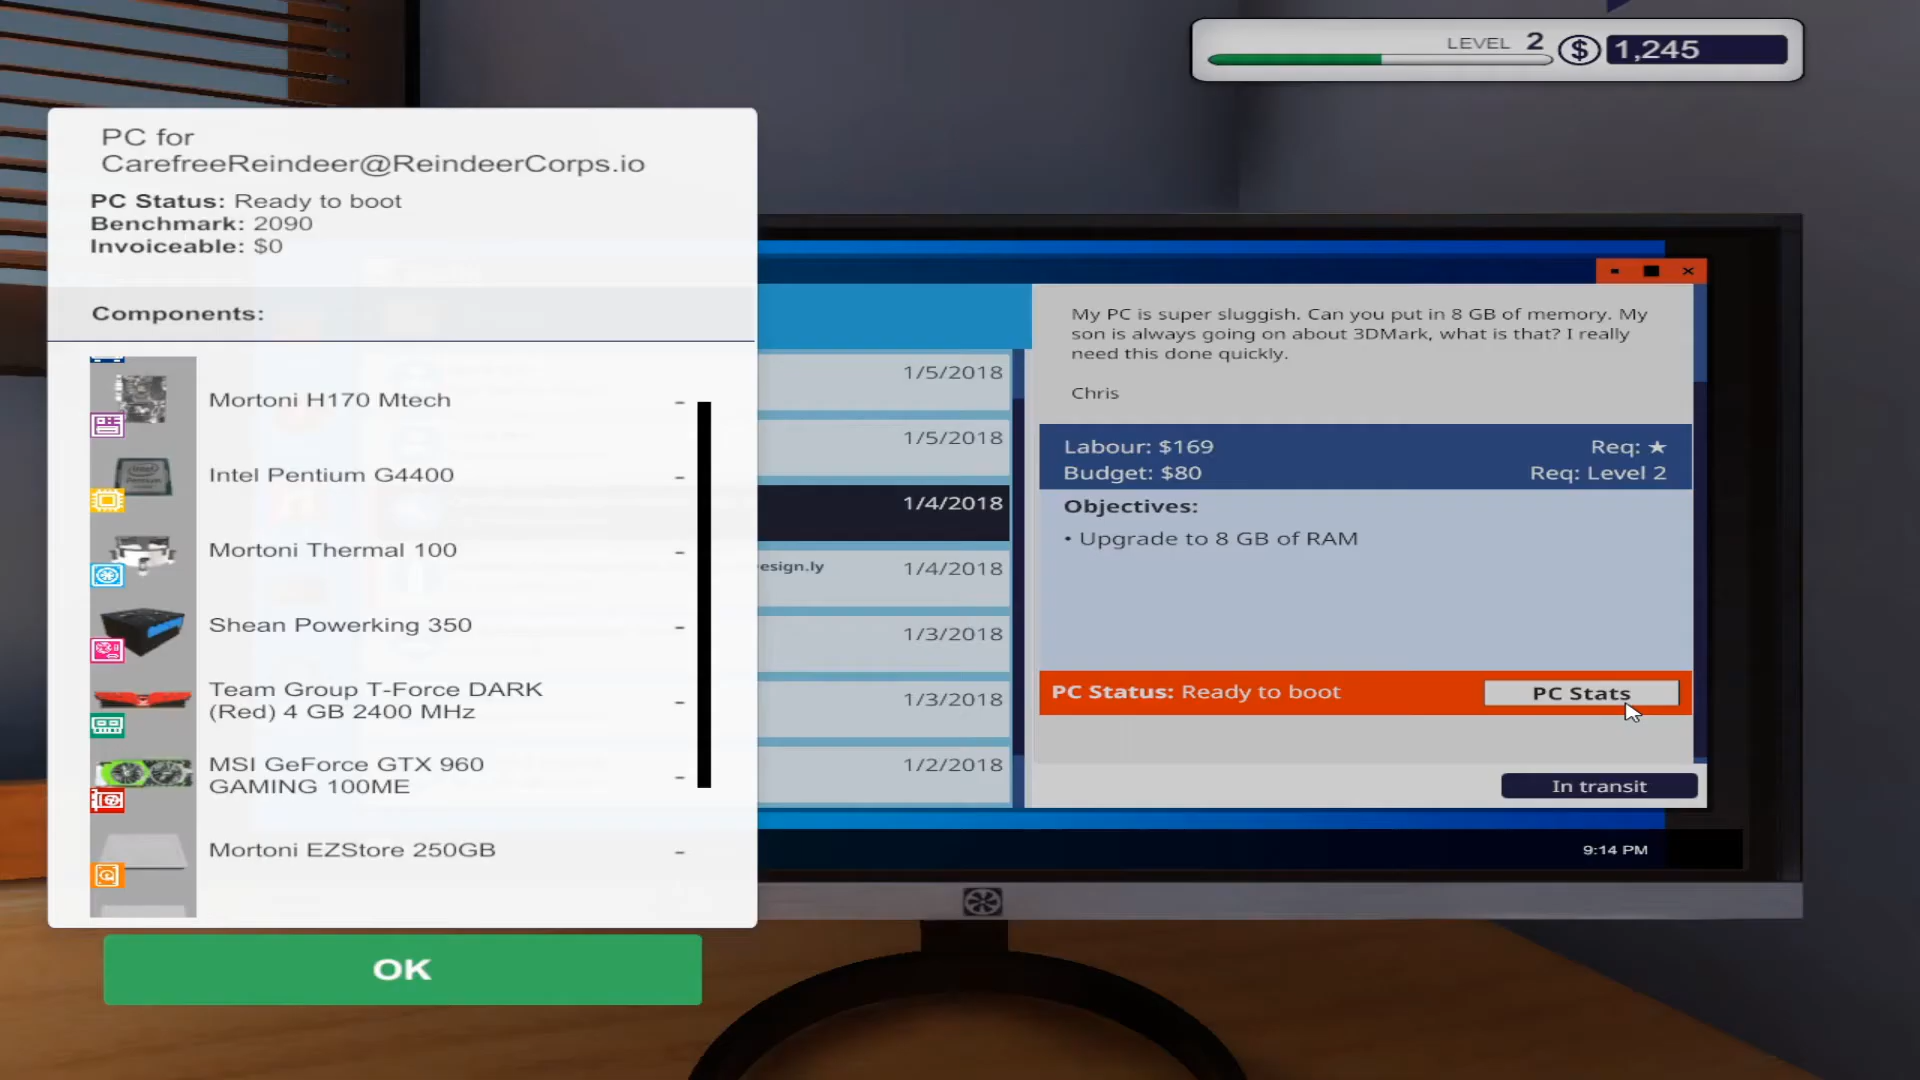 LEVEL 2 $ 1,245
PC for
CarefreeReindeer@ReindeerCorps.io
PC Status: Ready to boot
Benchmark: 2090
Invoiceable: $0
Components:
Mortoni H170 Mtech -
Intel Pentium G4400 -
Mortoni Thermal 100 -
Shean Powerking 350 -
Team Group T-Force DARK
(Red) 4 GB 2400 MHz -
MSI GeForce GTX 960
GAMING 100ME -
Mortoni EZStore 250GB -
OK
1/5/2018
1/5/2018
1/4/2018
esign.ly 1/4/2018
1/3/2018
1/3/2018
1/2/2018
My PC is super sluggish. Can you put in 8 GB of memory. My
son is always going on about 3DMark, what is that? I really
need this done quickly.
Chris
Labour: $169 Req: ★
Budget: $80 Req: Level 2
Objectives:
• Upgrade to 8 GB of RAM
PC Status: Ready to boot PC Stats
In transit
9:14 PM